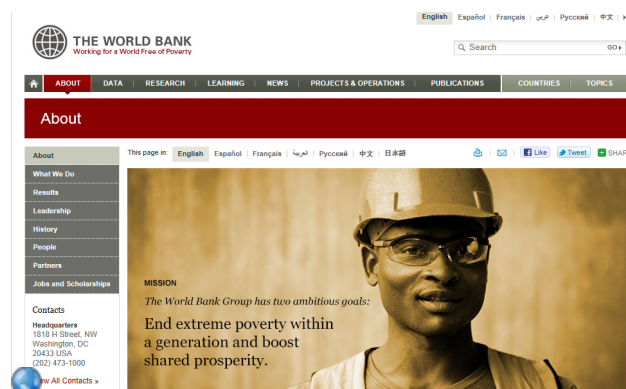 English Español Français عربي Русский 中文
THE WORLD BANK
Working for a World Free of Poverty
Search GO
ABOUT DATA RESEARCH LEARNING NEWS PROJECTS & OPERATIONS PUBLICATIONS COUNTRIES TOPICS
About
This page in: English Español Français العربية Русский 中文 日本語
Like Tweet SHAR
About
What We Do
Results
Leadership
History
People
Partners
Jobs and Scholarships
Contacts
Headquarters
1818 H Street, NW
Washington, DC
20433 USA
(202) 473-1000
ew All Contacts »
MISSION
The World Bank Group has two ambitious goals:
End extreme poverty within
a generation and boost
shared prosperity.